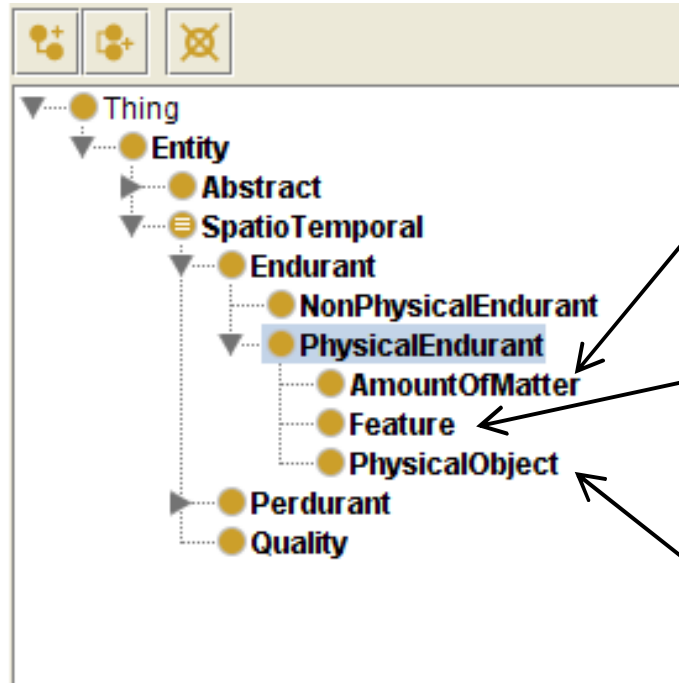 Thing
Entity
Abstract
SpatioTemporal
Endurant
NonPhysicalEndurant
PhysicalEndurant
AmountOfMatter
Feature
PhysicalObject
Perdurant
Quality